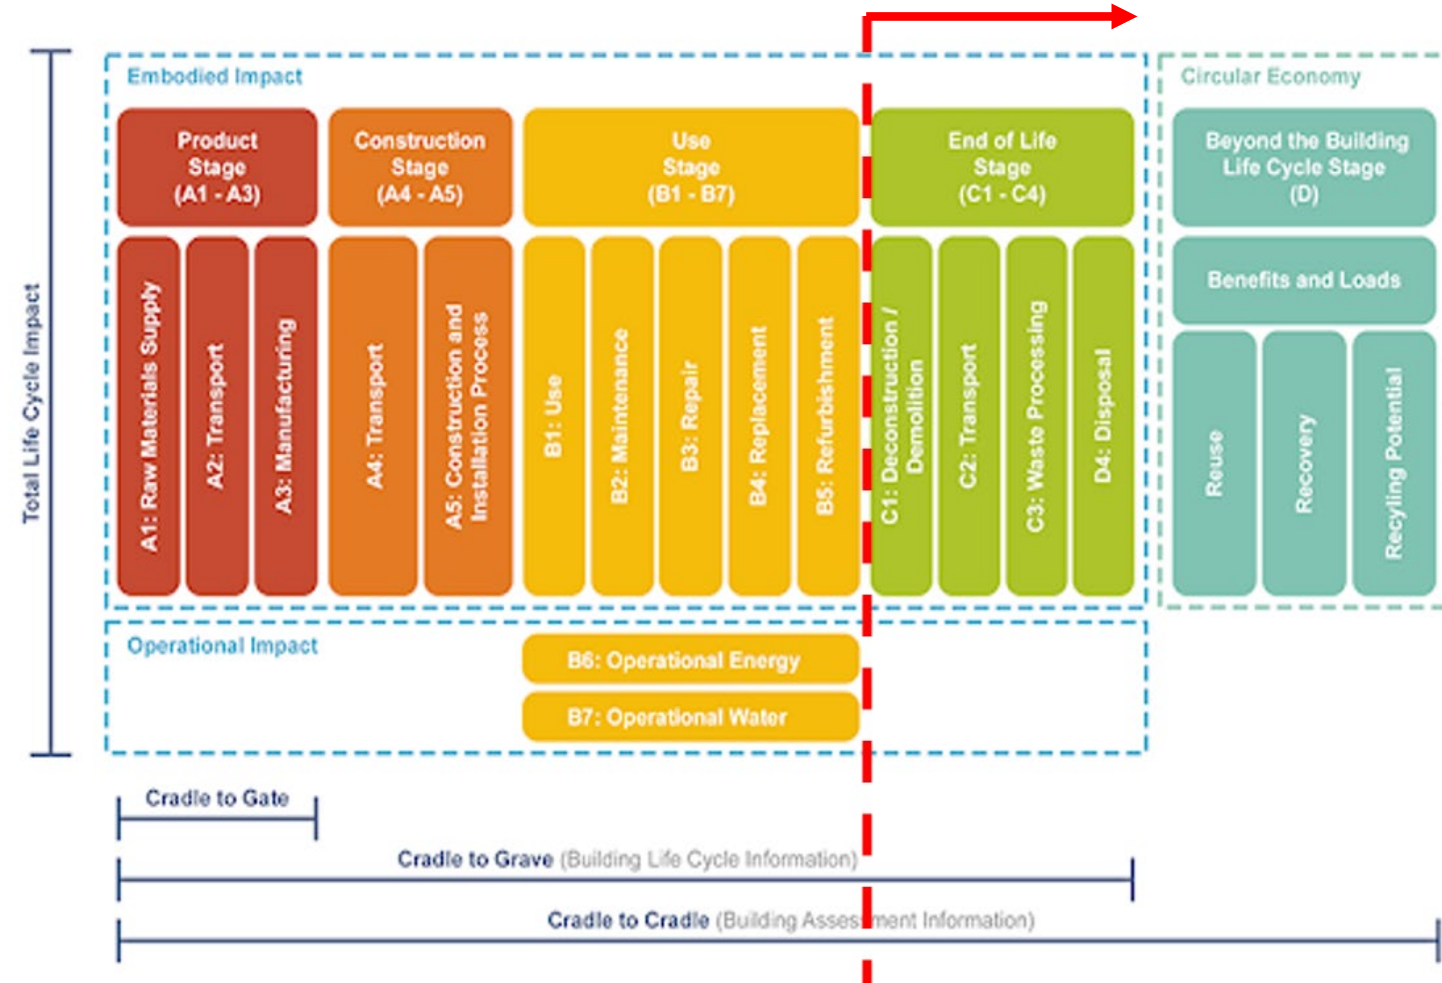 Total Life Cycle Impact
Embodied Impact
Product
Stage
(A1 - A3)
Construction
Stage
(A4 - A5)
Use
Stage
(B1 - B7)
End of Life
Stage
(C1 - C4)
A1: Raw Materials Supply
A2: Transport
A3: Manufacturing
A4: Transport
A5: Construction and
Installation Process
B1: Use
B2: Maintenance
B3: Repair
B4: Replacement
B5: Refurbishment
C1: Deconstruction /
Demolition
C2: Transport
C3: Waste Processing
D4: Disposal
Circular Economy
Beyond the Building
Life Cycle Stage
(D)
Benefits and Loads
Reuse
Recovery
Recyling Potential
Operational Impact
B6: Operational Energy
B7: Operational Water
Cradle to Gate
Cradle to Grave (Building Life Cycle Information)
Cradle to Cradle (Building Assessment Information)